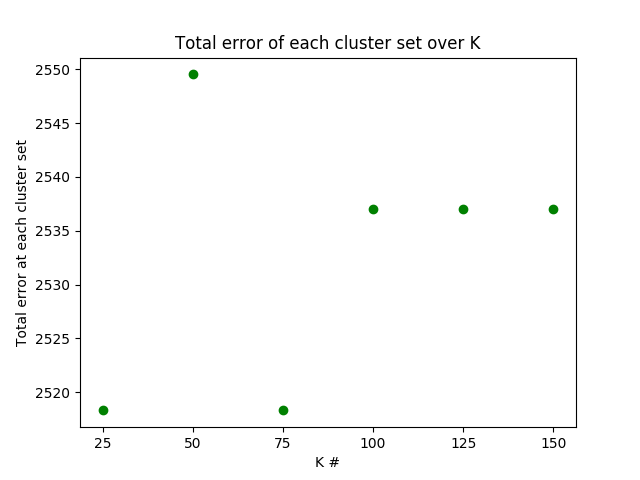 Total error of each cluster set over K
Total error at each cluster set
2550
2545
2540
2535
2530
2525
2520
25 50 75 100 125 150
K #